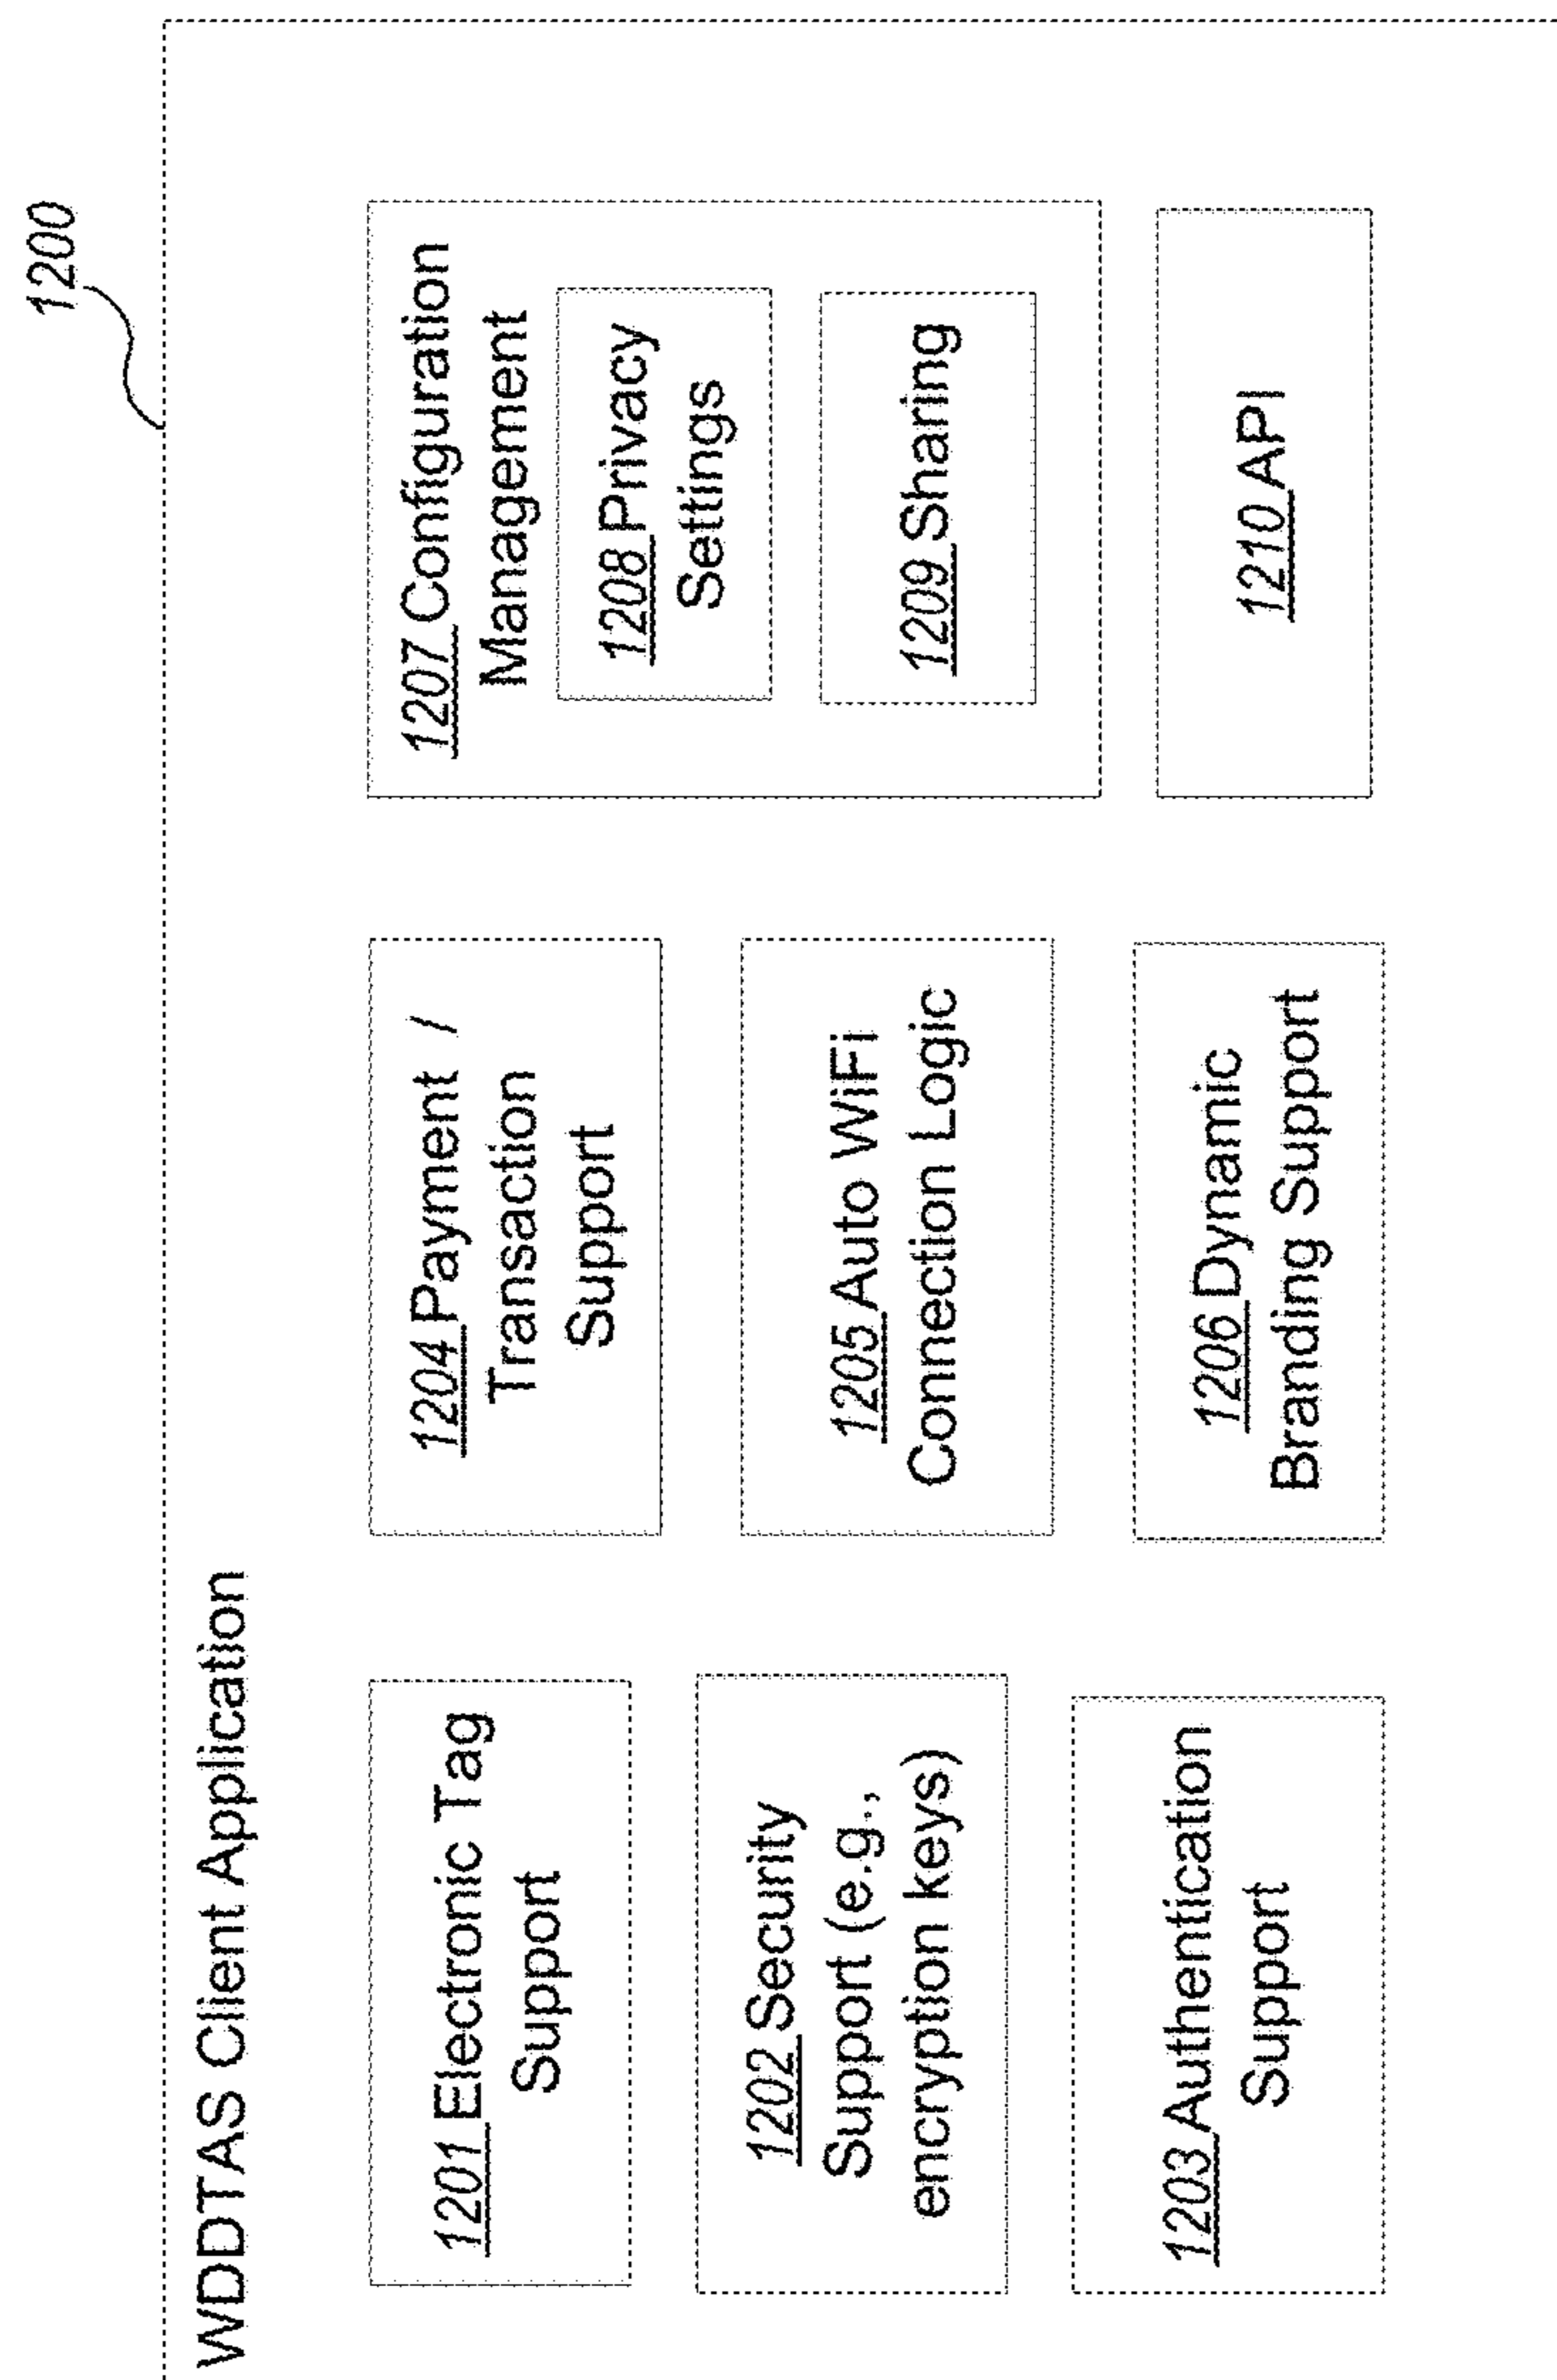 1200
WDDTAS Client Application
1201 Electronic Tag
Support
1202 Security
Support (e.g.,
encryption keys)
1203 Authentication
Support
1204 Payment /
Transaction
Support
1205 Auto WiFi
Connection Logic
1206 Dynamic
Branding Support
1207 Configuration
Management
1208 Privacy
Settings
1209 Sharing
1210 API